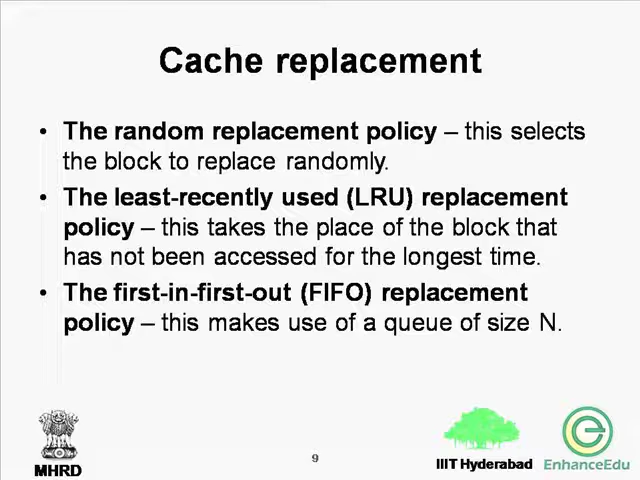 Cache replacement
• The random replacement policy – this selects
the block to replace randomly.
• The least-recently used (LRU) replacement
policy – this takes the place of the block that
has not been accessed for the longest time.
• The first-in-first-out (FIFO) replacement
policy – this makes use of a queue of size N.
MHRD
9
IIIT Hyderabad
EnhanceEdu